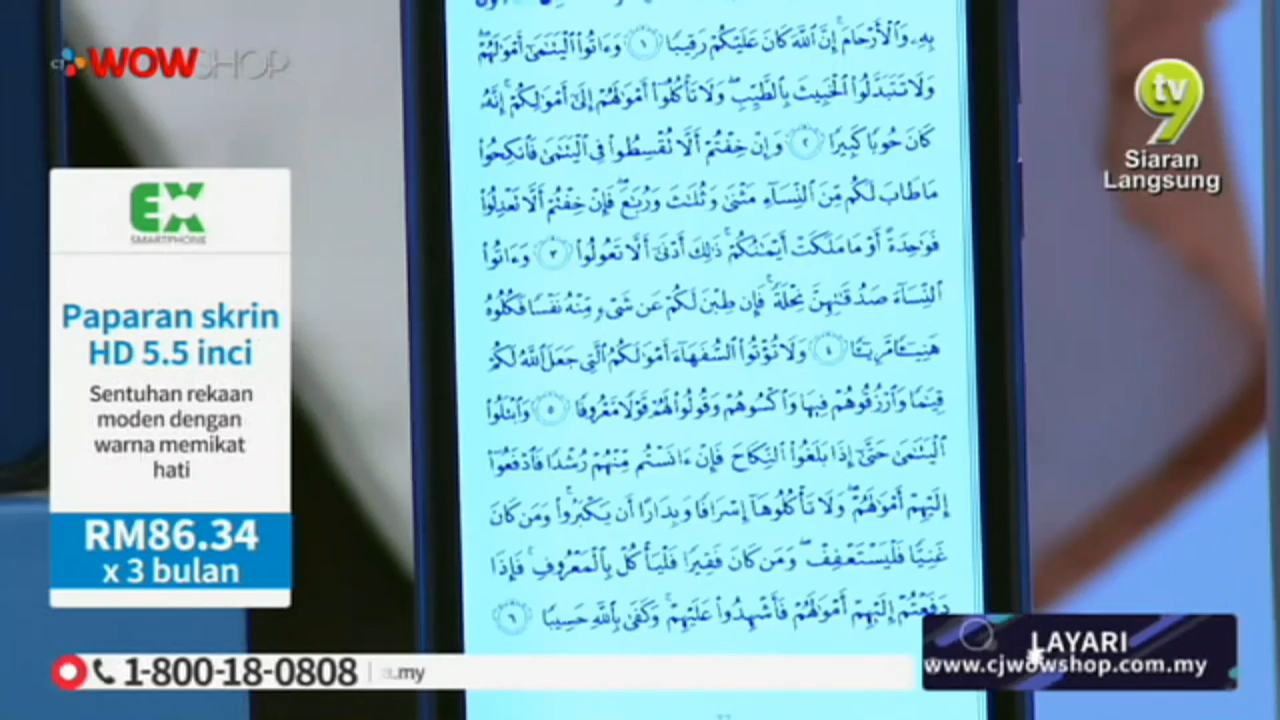 CJ WOWSHOP
tv9
Siaran
Langsung
EX
SMARTPHONE
Paparan skrin
HD 5.5 inci
Sentuhan rekaan
moden dengan
warna memikat
hati
RM86.34
x 3 bulan
بِهِۦ وَٱلْأَرْحَامَۚ إِنَّ ٱللَّهَ كَانَ عَلَيْكُمْ رَقِيبًا ١ وَءَاتُوا۟ ٱلْيَتَٰمَىٰٓ أَمْوَٰلَهُمْۖ
وَلَا تَتَبَدَّلُوا۟ ٱلْخَبِيثَ بِٱلطَّيِّبِۖ وَلَا تَأْكُلُوٓا۟ أَمْوَٰلَهُمْ إِلَىٰٓ أَمْوَٰلِكُمْۚ إِنَّهُۥ
كَانَ حُوبًا كَبِيرًا ٢ وَإِنْ خِفْتُمْ أَلَّا تُقْسِطُوا۟ فِى ٱلْيَتَٰمَىٰ فَٱنكِحُوا۟
مَا طَابَ لَكُم مِّنَ ٱلنِّسَآءِ مَثْنَىٰ وَثُلَٰثَ وَرُبَٰعَۖ فَإِنْ خِفْتُمْ أَلَّا تَعْدِلُوا۟
فَوَٰحِدَةً أَوْ مَا مَلَكَتْ أَيْمَٰنُكُمْۚ ذَٰلِكَ أَدْنَىٰٓ أَلَّا تَعُولُوا۟ ٣ وَءَاتُوا۟
ٱلنِّسَآءَ صَدُقَٰتِهِنَّ نِحْلَةًۚ فَإِن طِبْنَ لَكُمْ عَن شَىْءٍ مِّنْهُ نَفْسًا فَكُلُوهُ
هَنِيٓـًٔا مَّرِيٓـًٔا ٤ وَلَا تُؤْتُوا۟ ٱلسُّفَهَآءَ أَمْوَٰلَكُمُ ٱلَّتِى جَعَلَ ٱللَّهُ لَكُمْ
قِيَٰمًا وَٱرْزُقُوهُمْ فِيهَا وَٱكْسُوهُمْ وَقُولُوا۟ لَهُمْ قَوْلًا مَّعْرُوفًا ٥ وَٱبْتَلُوا۟
ٱلْيَتَٰمَىٰ حَتَّىٰٓ إِذَا بَلَغُوا۟ ٱلنِّكَاحَ فَإِنْ ءَانَسْتُم مِّنْهُمْ رُشْدًا فَٱدْفَعُوٓا۟
إِلَيْهِمْ أَمْوَٰلَهُمْۖ وَلَا تَأْكُلُوهَآ إِسْرَافًا وَبِدَارًا أَن يَكْبَرُوا۟ۚ وَمَن كَانَ
غَنِيًّا فَلْيَسْتَعْفِفْۖ وَمَن كَانَ فَقِيرًا فَلْيَأْكُلْ بِٱلْمَعْرُوفِۚ فَإِذَا
دَفَعْتُمْ إِلَيْهِمْ أَمْوَٰلَهُمْ فَأَشْهِدُوا۟ عَلَيْهِمْۚ وَكَفَىٰ بِٱللَّهِ حَسِيبًا ٦
1-800-18-0808
a.my
LAYARI
www.cjwowshop.com.my